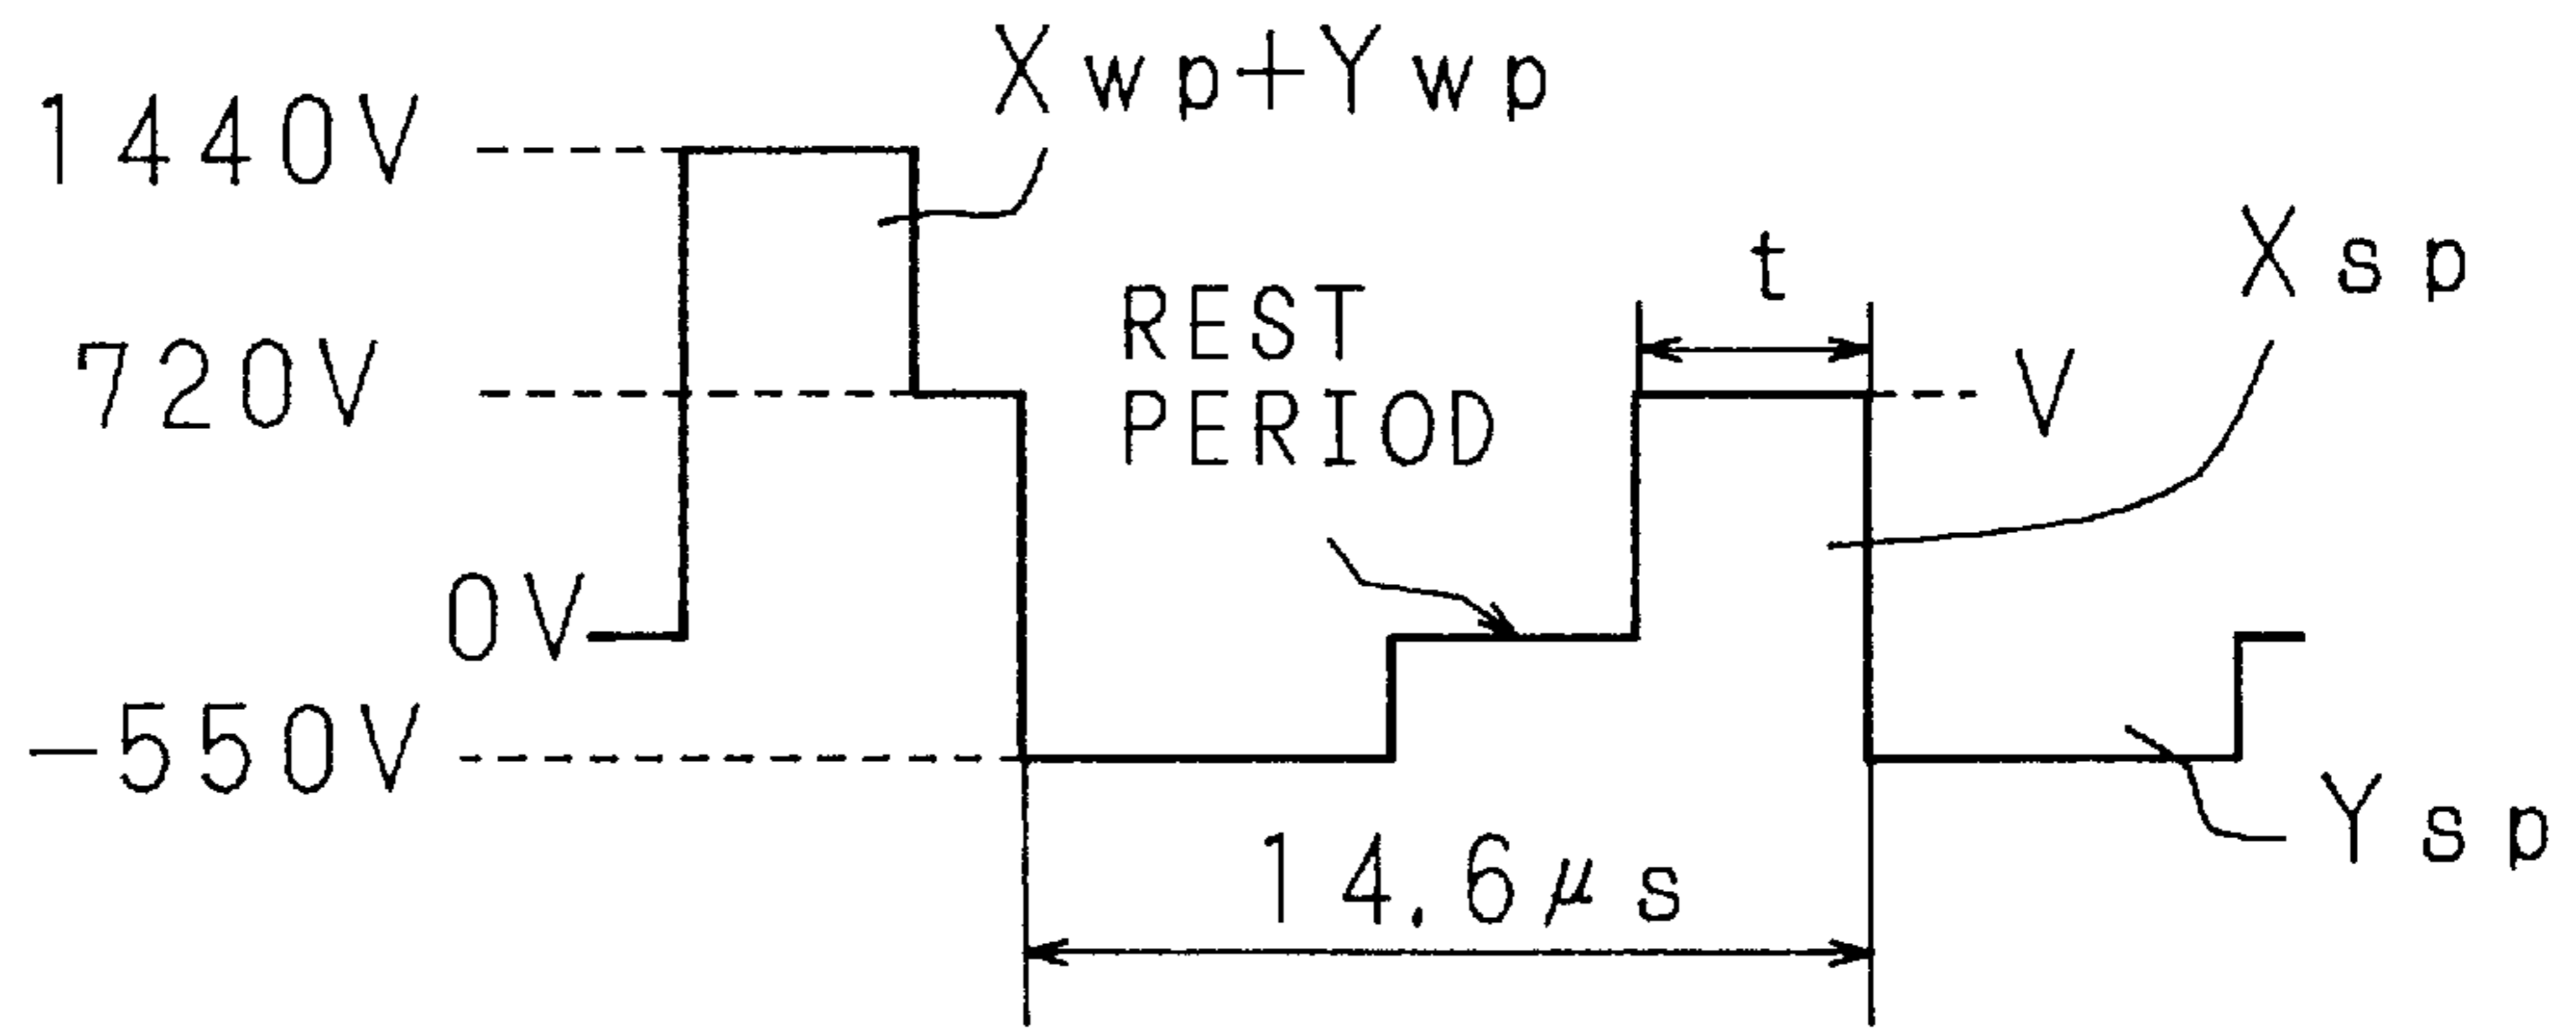 Xwp+Ywp
1440V
Xsp
t
REST
PERIOD
720V
V
0V
-550V
Ysp
14.6μs